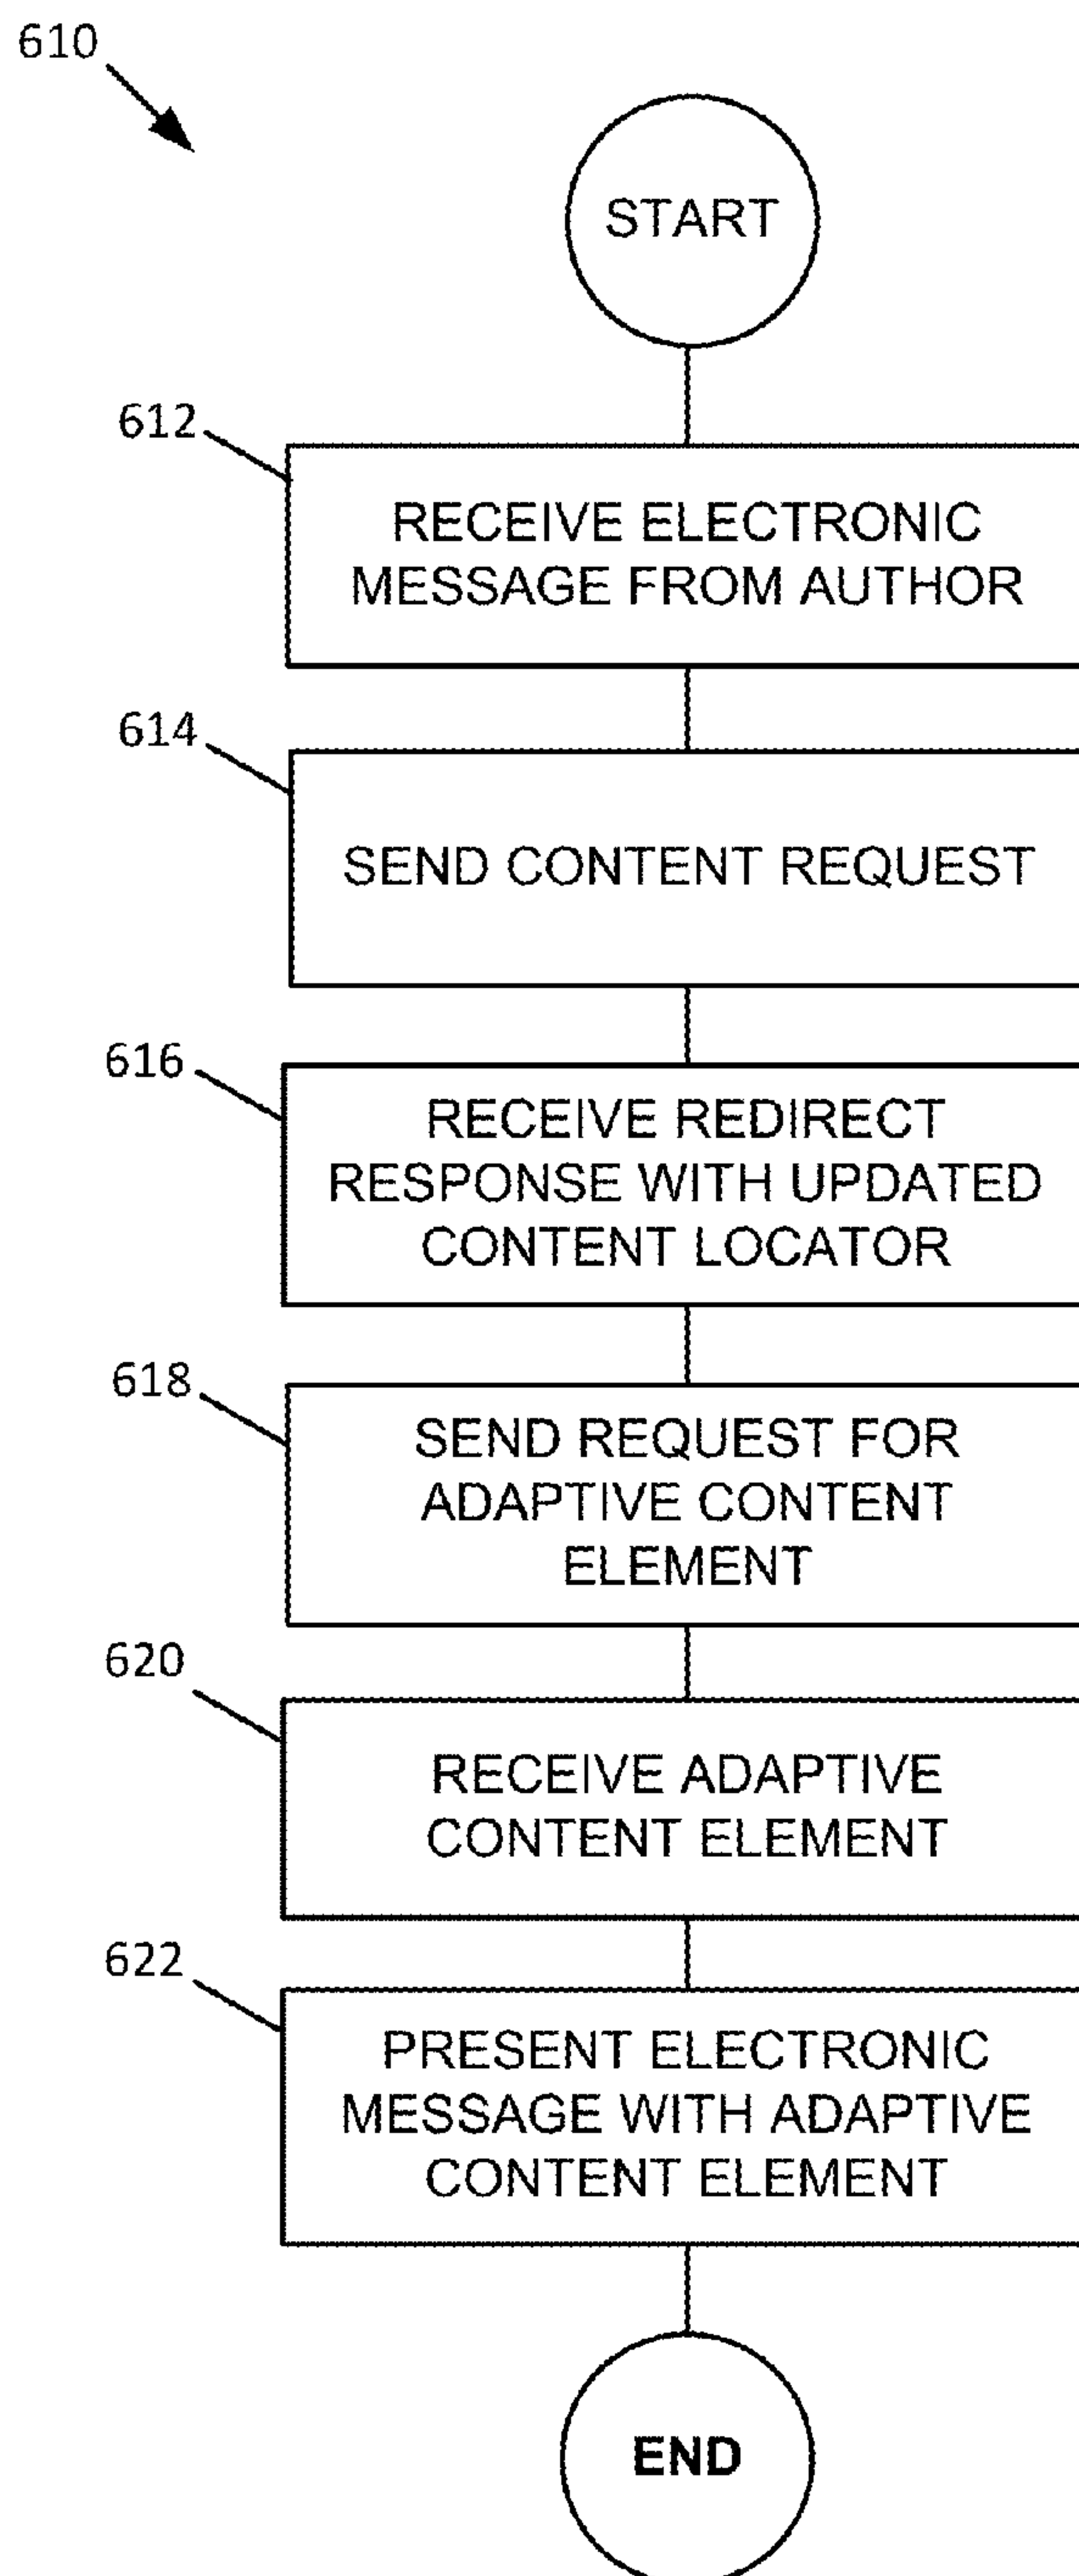 610
START
612
RECEIVE ELECTRONIC
MESSAGE FROM AUTHOR
614
SEND CONTENT REQUEST
616
RECEIVE REDIRECT
RESPONSE WITH UPDATED
CONTENT LOCATOR
618
SEND REQUEST FOR
ADAPTIVE CONTENT
ELEMENT
620
RECEIVE ADAPTIVE
CONTENT ELEMENT
622
PRESENT ELECTRONIC
MESSAGE WITH ADAPTIVE
CONTENT ELEMENT
END